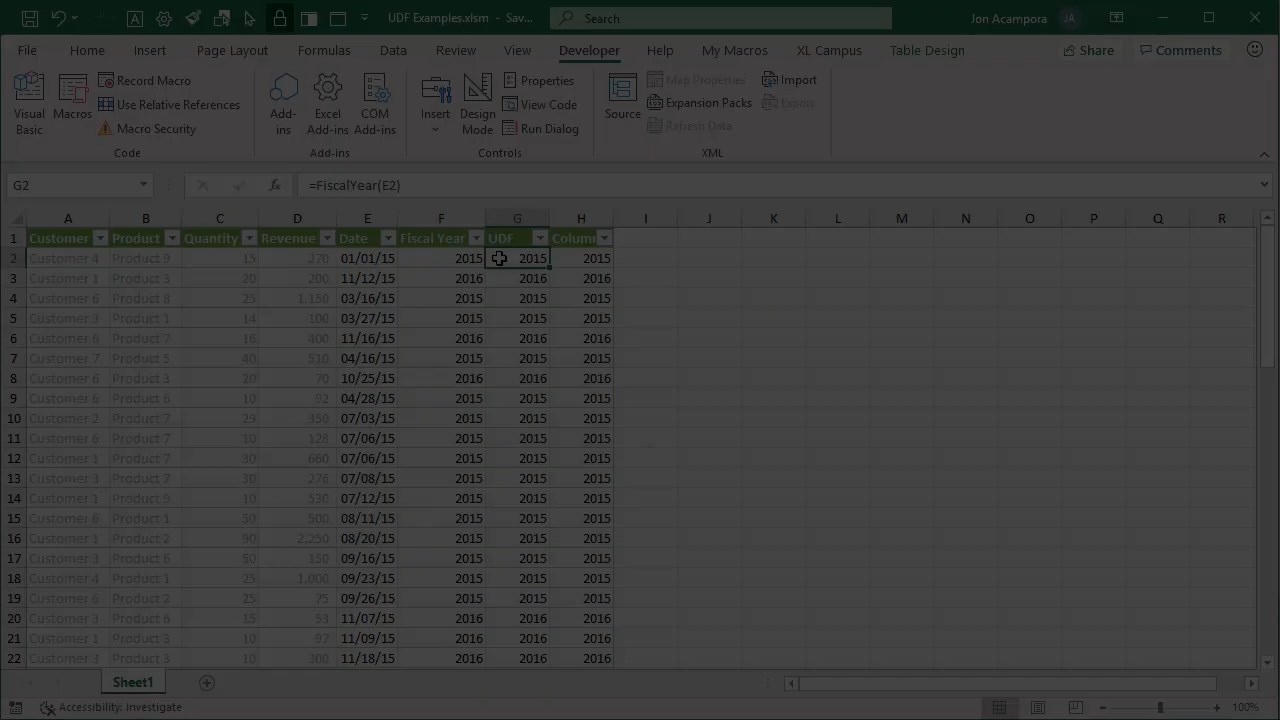 UDF Examples.xlsm - Sav... Search Jon Acampora JA
File Home Insert Page Layout Formulas Data Review View Developer Help My Macros XL Campus Table Design Share Comments
Visual Basic Macros Record Macro Use Relative References Macro Security Add-ins Excel Add-ins COM Add-ins Insert Design Mode Properties View Code Run Dialog Source Map Properties Expansion Packs Refresh Data Import Export
Code Add-ins Controls XML
G2 fx =FiscalYear(E2)
A B C D E F G H I J K L M N O P Q R
1 Customer Product Quantity Revenue Date Fiscal Year UDF Colum
2 Customer 4 Product 9 15 270 01/01/15 2015 2015 2015
3 Customer 1 Product 3 20 200 11/12/15 2016 2016 2016
4 Customer 6 Product 8 25 1,150 03/16/15 2015 2015 2015
5 Customer 3 Product 1 14 100 03/27/15 2015 2015 2015
6 Customer 6 Product 7 16 400 11/16/15 2016 2016 2016
7 Customer 7 Product 5 40 510 04/16/15 2015 2015 2015
8 Customer 6 Product 3 20 70 10/25/15 2016 2016 2016
9 Customer 6 Product 6 10 92 04/28/15 2015 2015 2015
10 Customer 2 Product 7 29 350 07/03/15 2015 2015 2015
11 Customer 6 Product 7 10 128 07/06/15 2015 2015 2015
12 Customer 1 Product 7 30 660 07/06/15 2015 2015 2015
13 Customer 3 Product 7 30 276 07/08/15 2015 2015 2015
14 Customer 1 Product 9 10 530 07/12/15 2015 2015 2015
15 Customer 6 Product 1 50 500 08/11/15 2015 2015 2015
16 Customer 1 Product 2 90 2,250 08/20/15 2015 2015 2015
17 Customer 3 Product 6 50 150 09/16/15 2015 2015 2015
18 Customer 4 Product 1 25 1,000 09/23/15 2015 2015 2015
19 Customer 6 Product 2 25 75 09/26/15 2015 2015 2015
20 Customer 3 Product 6 15 53 11/07/15 2016 2016 2016
21 Customer 1 Product 3 10 97 11/09/15 2016 2016 2016
22 Customer 3 Product 3 10 300 11/18/15 2016 2016 2016
Sheet1
Accessibility: Investigate 100%